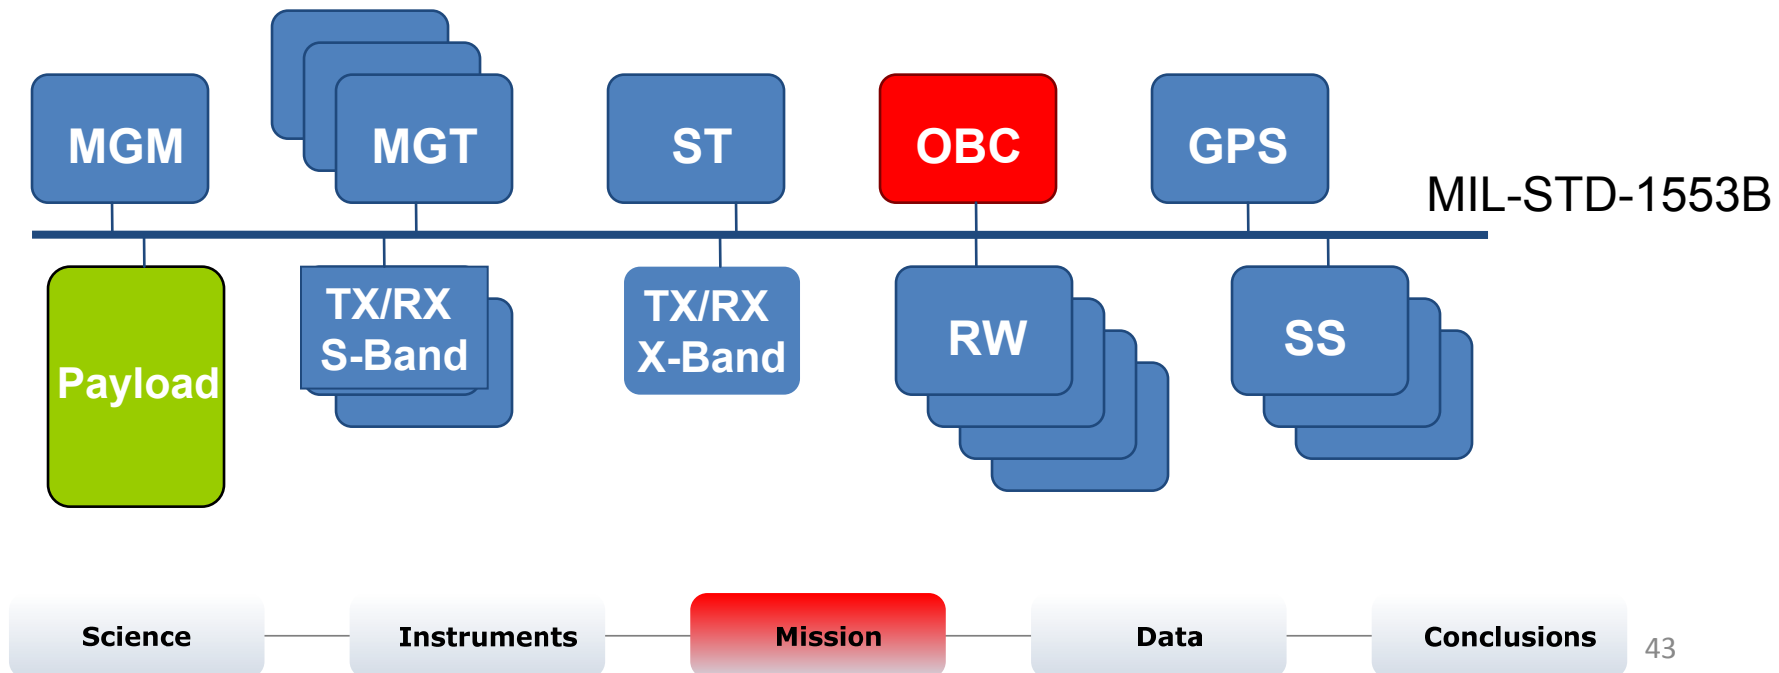 MGM
MGT
ST
OBC
GPS
MIL-STD-1553B
Payload
TX/RX
S-Band
TX/RX
X-Band
RW
SS
Science
Instruments
Mission
Data
Conclusions
43